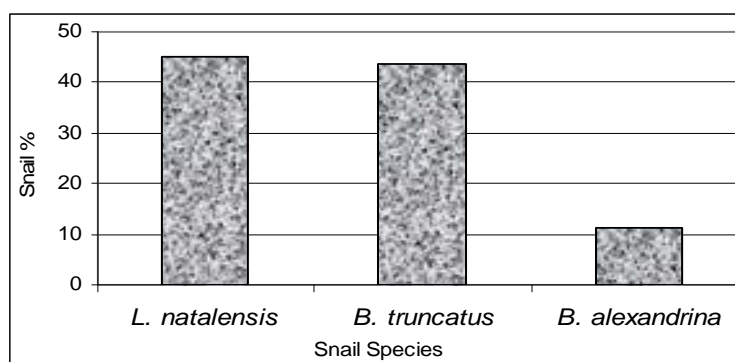 50
40
30
20
10
0
Snail %
L. natalensis B. truncatus B. alexandrina
Snail Species